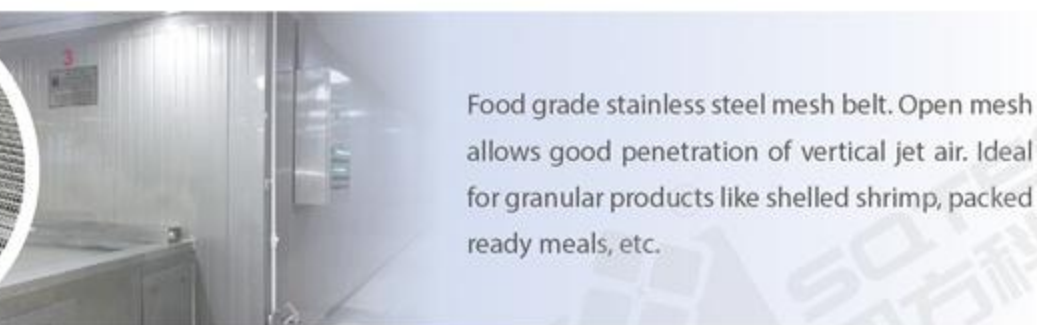 3
Food grade stainless steel mesh belt. Open mesh
allows good penetration of vertical jet air. Ideal
for granular products like shelled shrimp, packed
ready meals, etc.